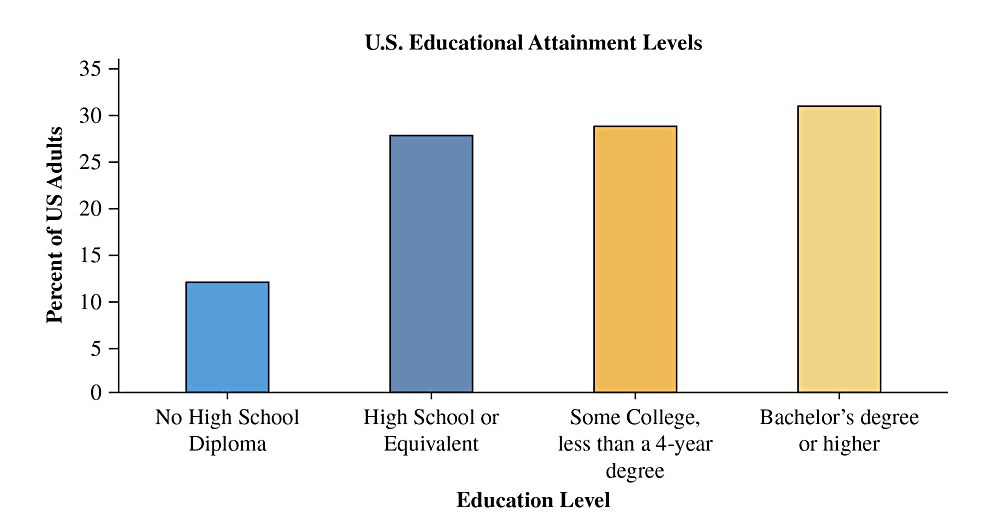 U.S. Educational Attainment Levels
Percent of US Adults
35
30
25
20
15
10
5
0
No High School
Diploma
High School or
Equivalent
Some College,
less than a 4-year
degree
Bachelor’s degree
or higher
Education Level